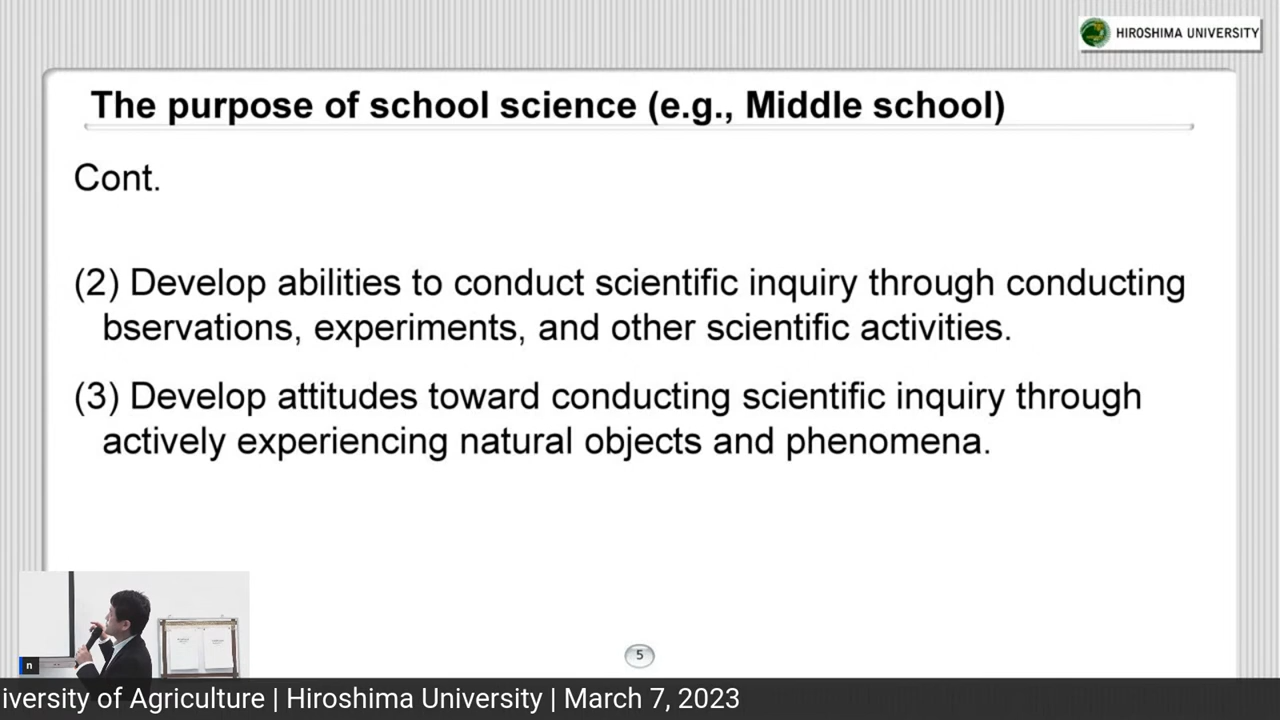 HIROSHIMA UNIVERSITY
The purpose of school science (e.g., Middle school)
Cont.
(2) Develop abilities to conduct scientific inquiry through conducting
bservations, experiments, and other scientific activities.
(3) Develop attitudes toward conducting scientific inquiry through
actively experiencing natural objects and phenomena.
n
5
iversity of Agriculture | Hiroshima University | March 7, 2023